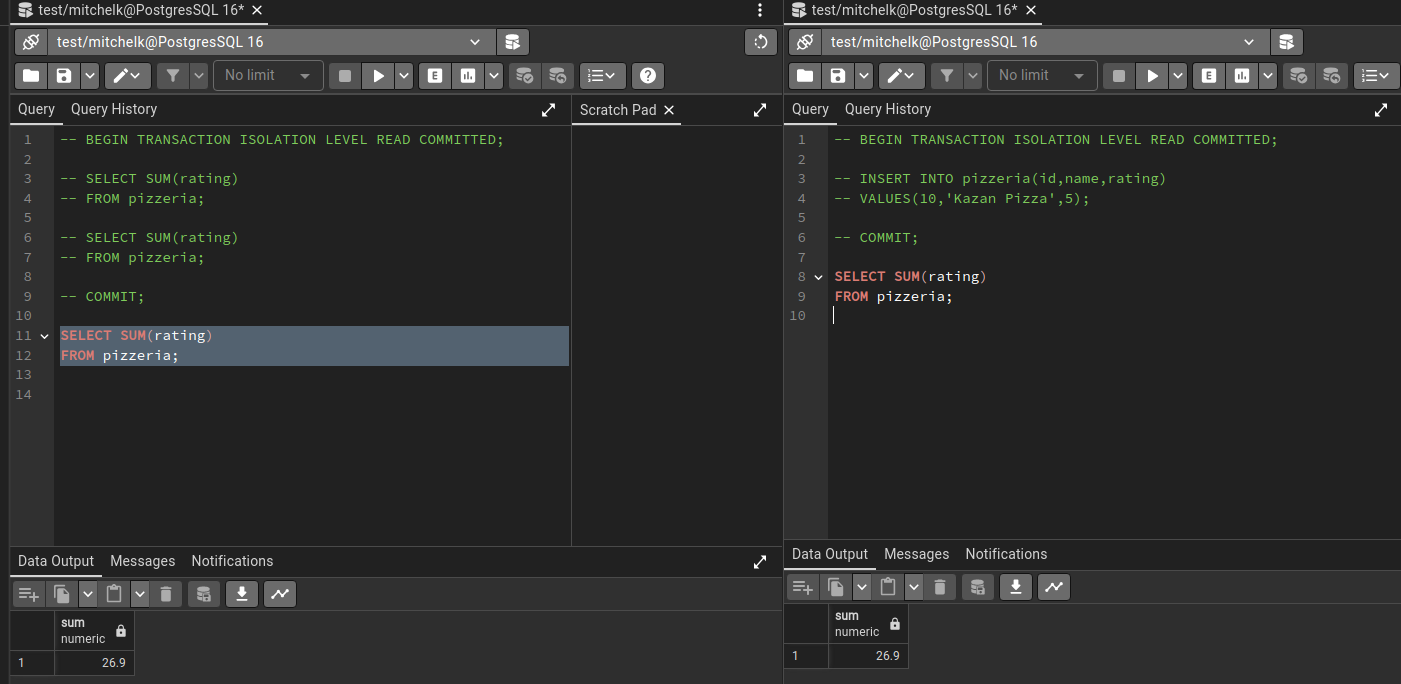 test/mitchelk@PostgresSQL 16*
test/mitchelk@PostgresSQL 16
No limit
E
Query
Query History
Scratch Pad
1 -- BEGIN TRANSACTION ISOLATION LEVEL READ COMMITTED;
2
3 -- SELECT SUM(rating)
4 -- FROM pizzeria;
5
6 -- SELECT SUM(rating)
7 -- FROM pizzeria;
8
9 -- COMMIT;
10
11 SELECT SUM(rating)
12 FROM pizzeria;
13
14
Data Output
Messages
Notifications
sum
numeric
1 26.9
test/mitchelk@PostgresSQL 16*
test/mitchelk@PostgresSQL 16
No limit
E
Query
Query History
1 -- BEGIN TRANSACTION ISOLATION LEVEL READ COMMITTED;
2
3 -- INSERT INTO pizzeria(id,name,rating)
4 -- VALUES(10,'Kazan Pizza',5);
5
6 -- COMMIT;
7
8 SELECT SUM(rating)
9 FROM pizzeria;
10
Data Output
Messages
Notifications
sum
numeric
1 26.9